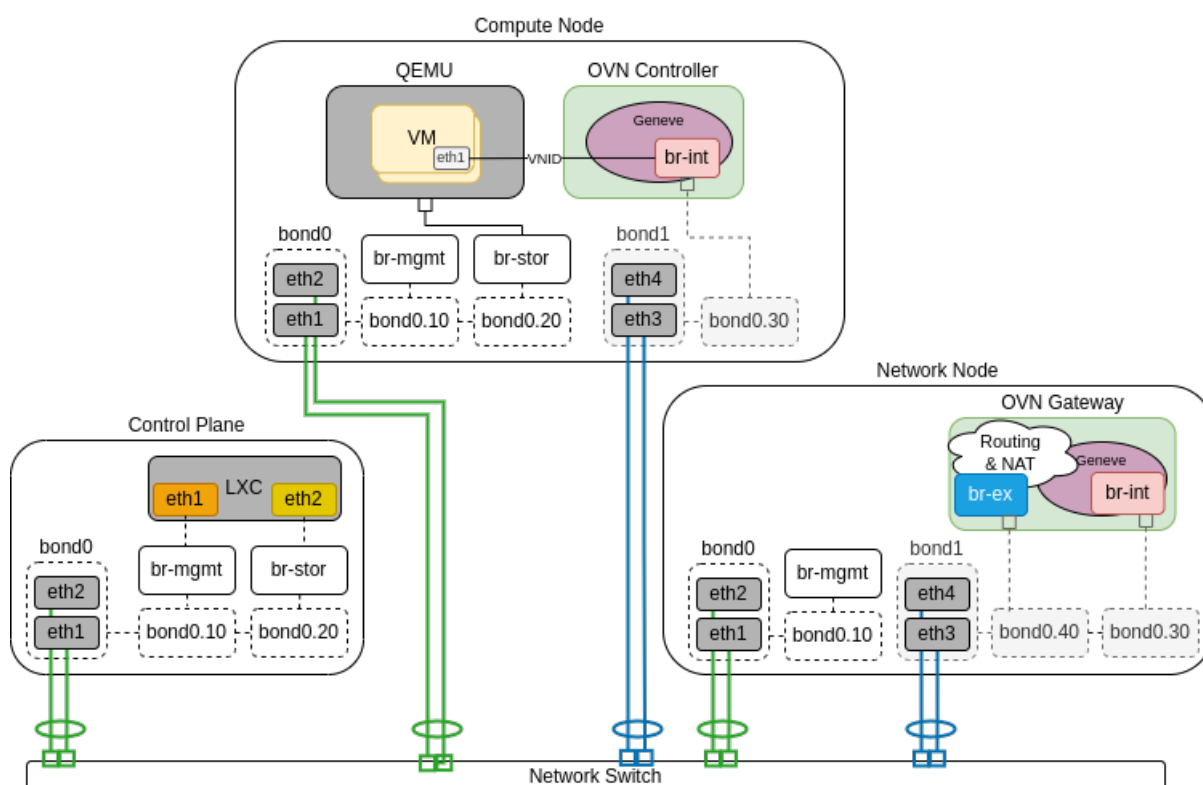 Compute Node
QEMU
OVN Controller
VM
eth1
VNID
Geneve
br-int
bond0
eth2
eth1
br-mgmt
br-stor
bond0.10
bond0.20
bond1
eth4
eth3
bond0.30
Control Plane
LXC
eth1
eth2
bond0
eth2
eth1
br-mgmt
br-stor
bond0.10
bond0.20
Network Node
OVN Gateway
Routing
& NAT
Geneve
br-ex
br-int
bond0
eth2
eth1
br-mgmt
bond0.10
bond1
eth4
eth3
bond0.40
bond0.30
Network Switch